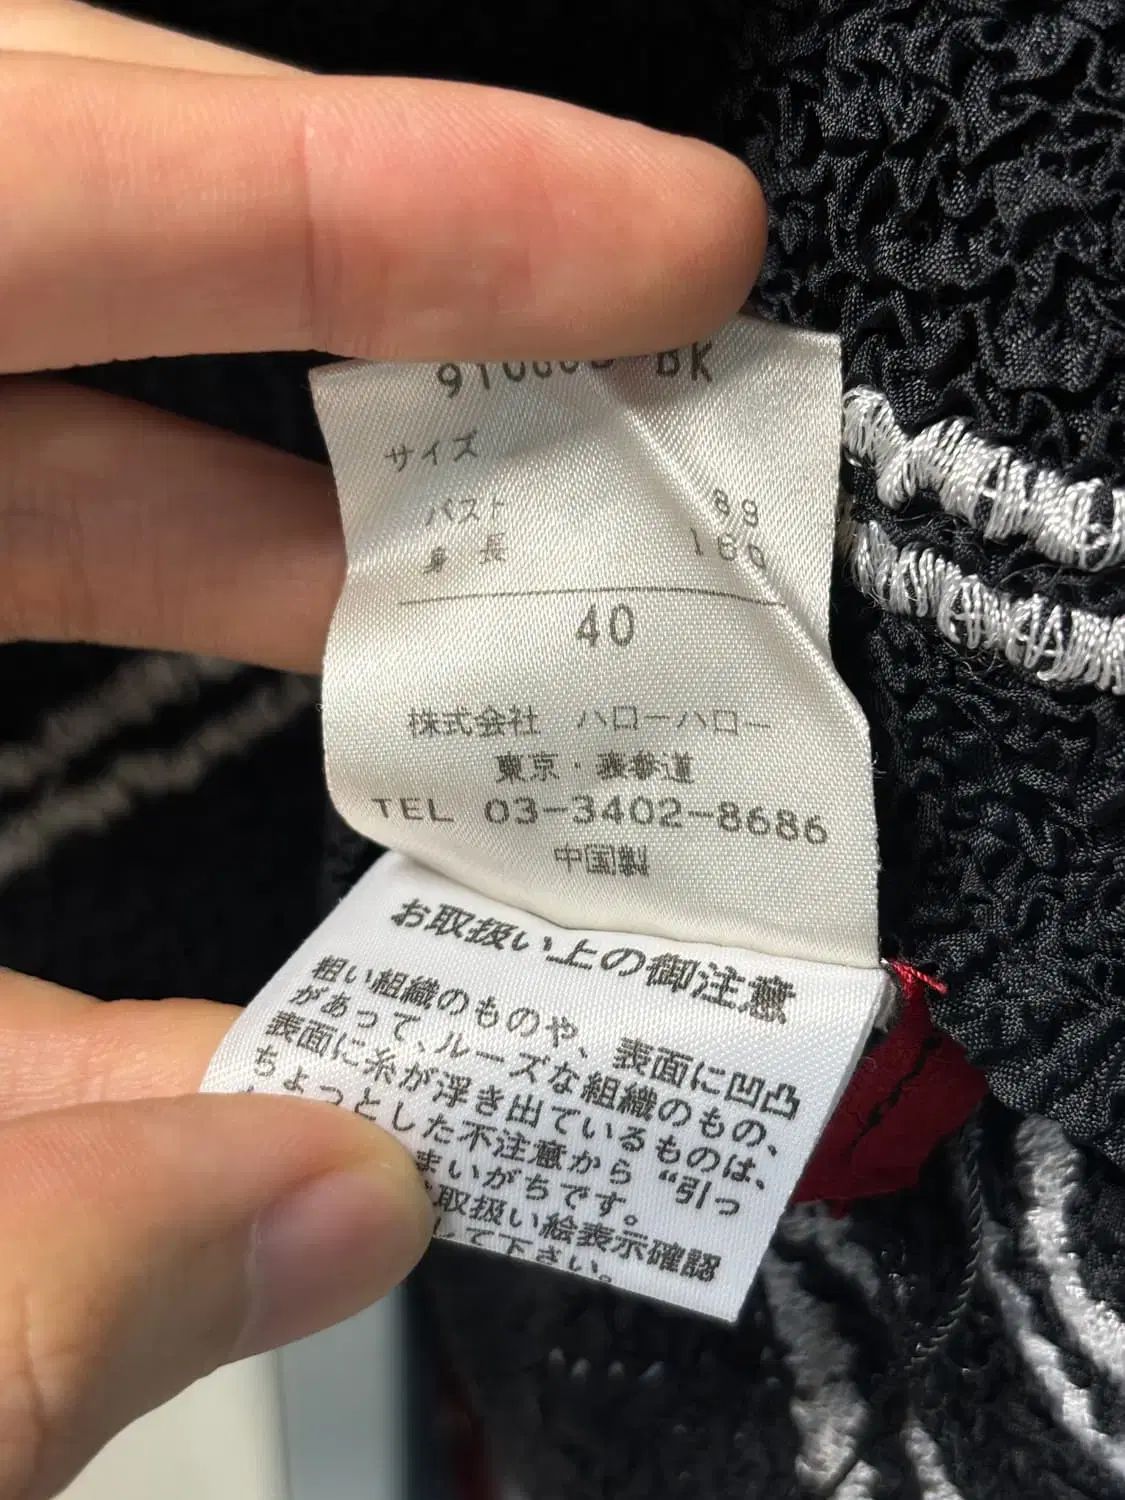 BK
サイズ
バスト 89
身長 160
40
株式会社 ハローハロー
東京・表参道
TEL 03-3402-8686
中国製
お取扱い上の御注意
粗い組織のものや、表面に凹凸
があって、ルーズな組織のもの、
表面に糸が浮き出ているものは、
ちょっとした不注意から“引っ
まいがちです。
取扱い絵表示確認
して下さい。